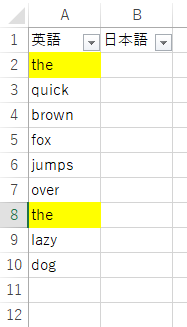 A B
1 英語 日本語
2 the
3 quick
4 brown
5 fox
6 jumps
7 over
8 the
9 lazy
10 dog
11
12